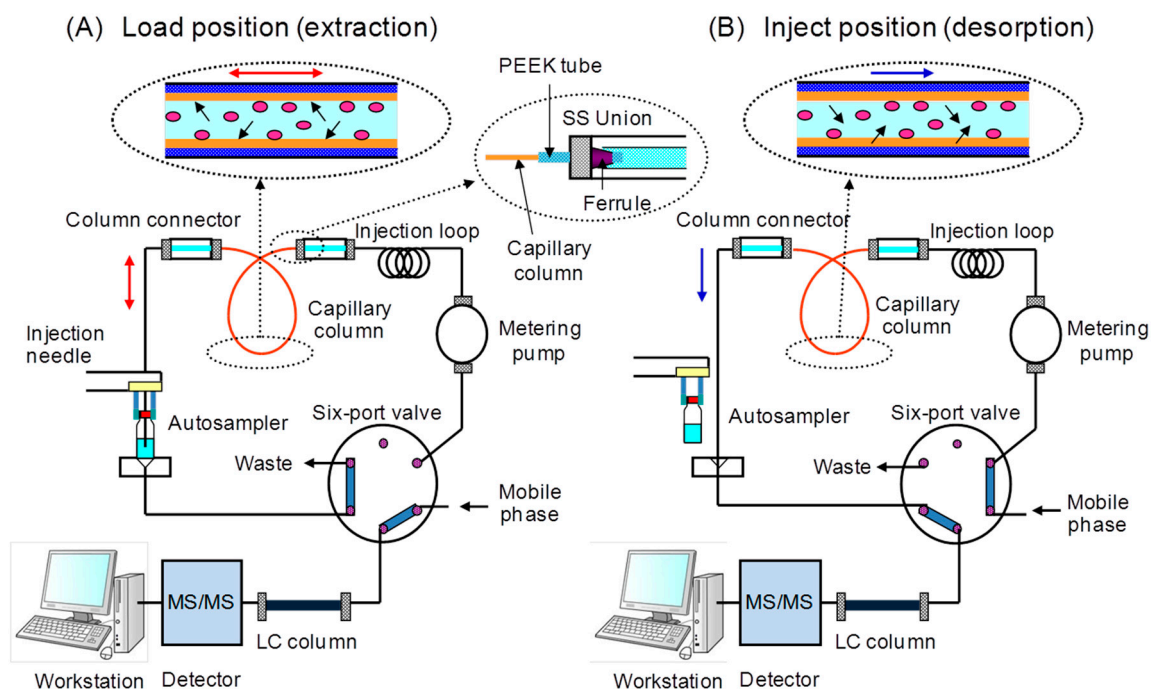 (A) Load position (extraction)
PEEK tube
SS Union
Ferrule
Capillary
column
Column connector
Injection loop
Capillary
column
Injection
needle
Metering
pump
Autosampler
Six-port valve
Waste
Mobile
phase
MS/MS
LC column
Workstation
Detector
(B) Inject position (desorption)
Column connector
Injection loop
Capillary
column
Metering
pump
Autosampler
Six-port valve
Waste
Mobile
phase
MS/MS
LC column
Workstation
Detector